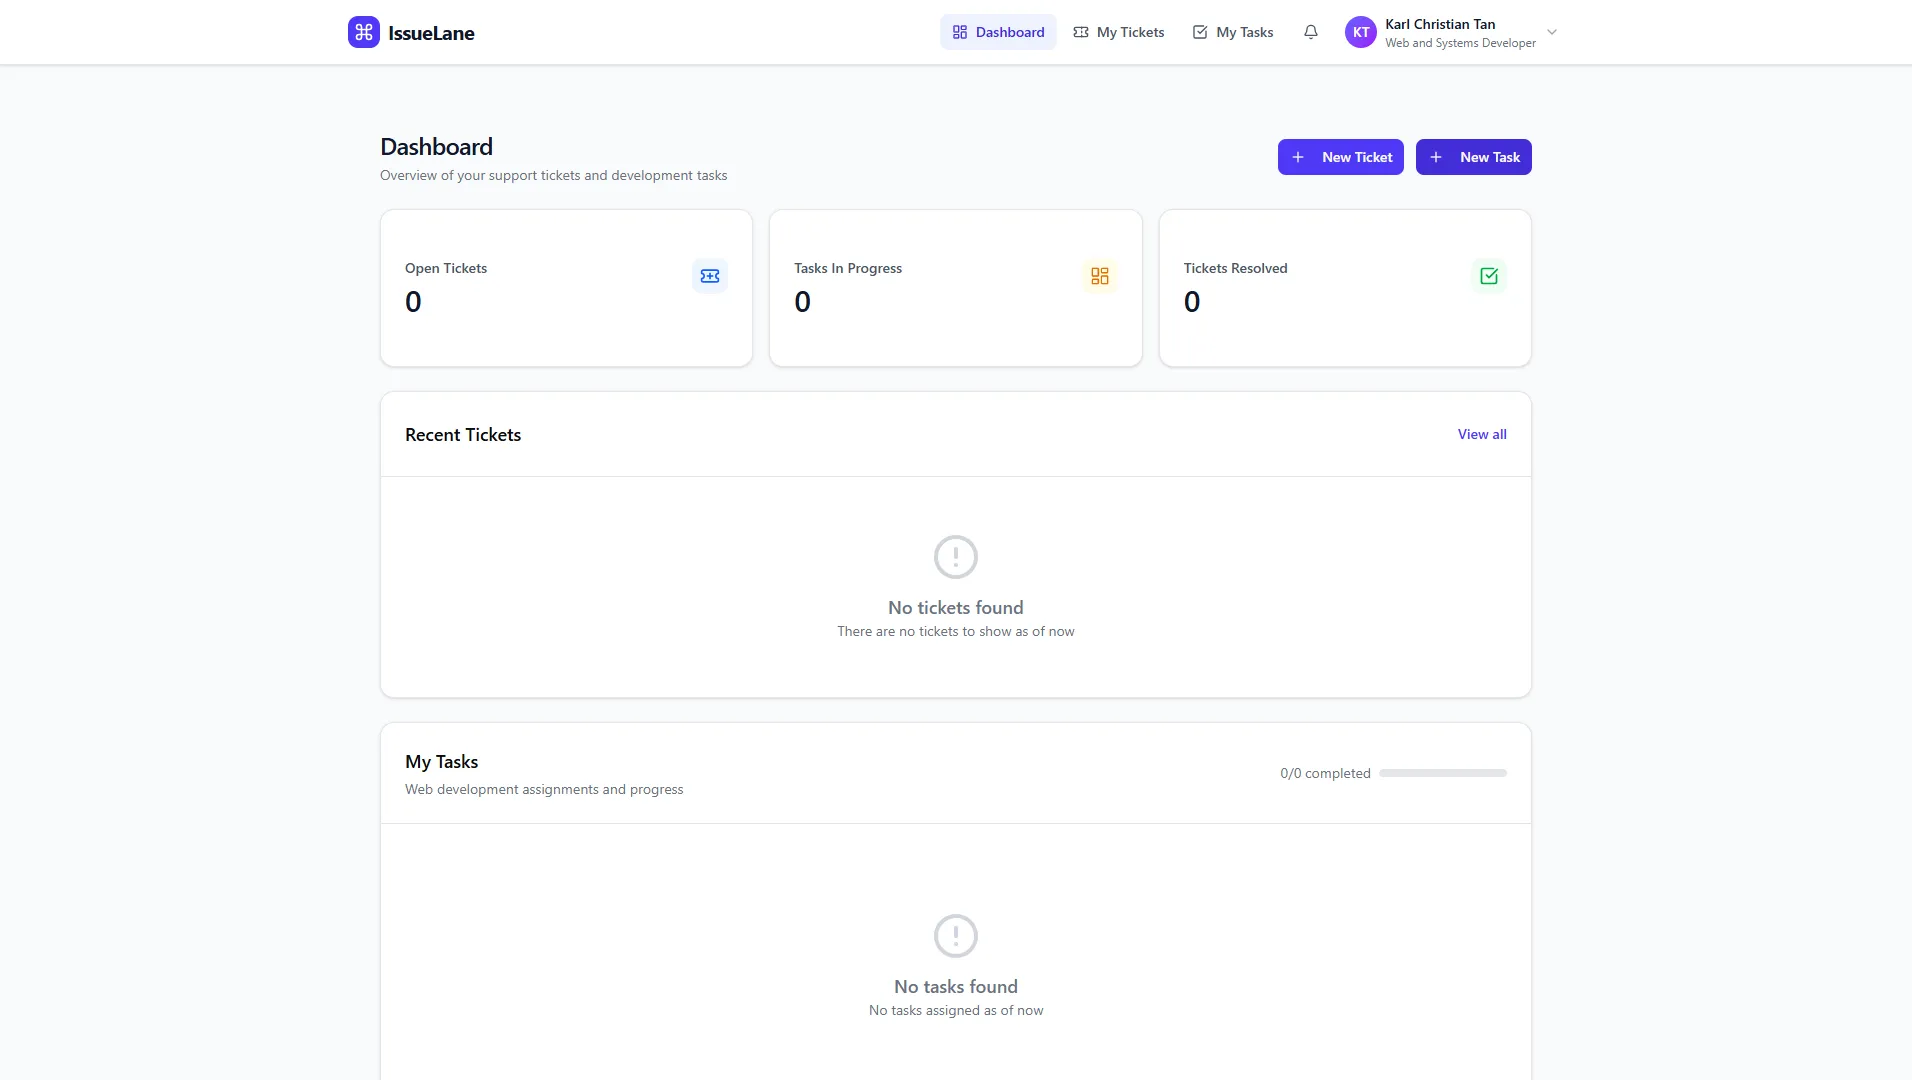 IssueLane
Dashboard
My Tickets
My Tasks
KT
Karl Christian Tan
Web and Systems Developer
Dashboard
Overview of your support tickets and development tasks
New Ticket
New Task
Open Tickets
0
Tasks In Progress
0
Tickets Resolved
0
Recent Tickets
View all
No tickets found
There are no tickets to show as of now
My Tasks
Web development assignments and progress
0/0 completed
No tasks found
No tasks assigned as of now